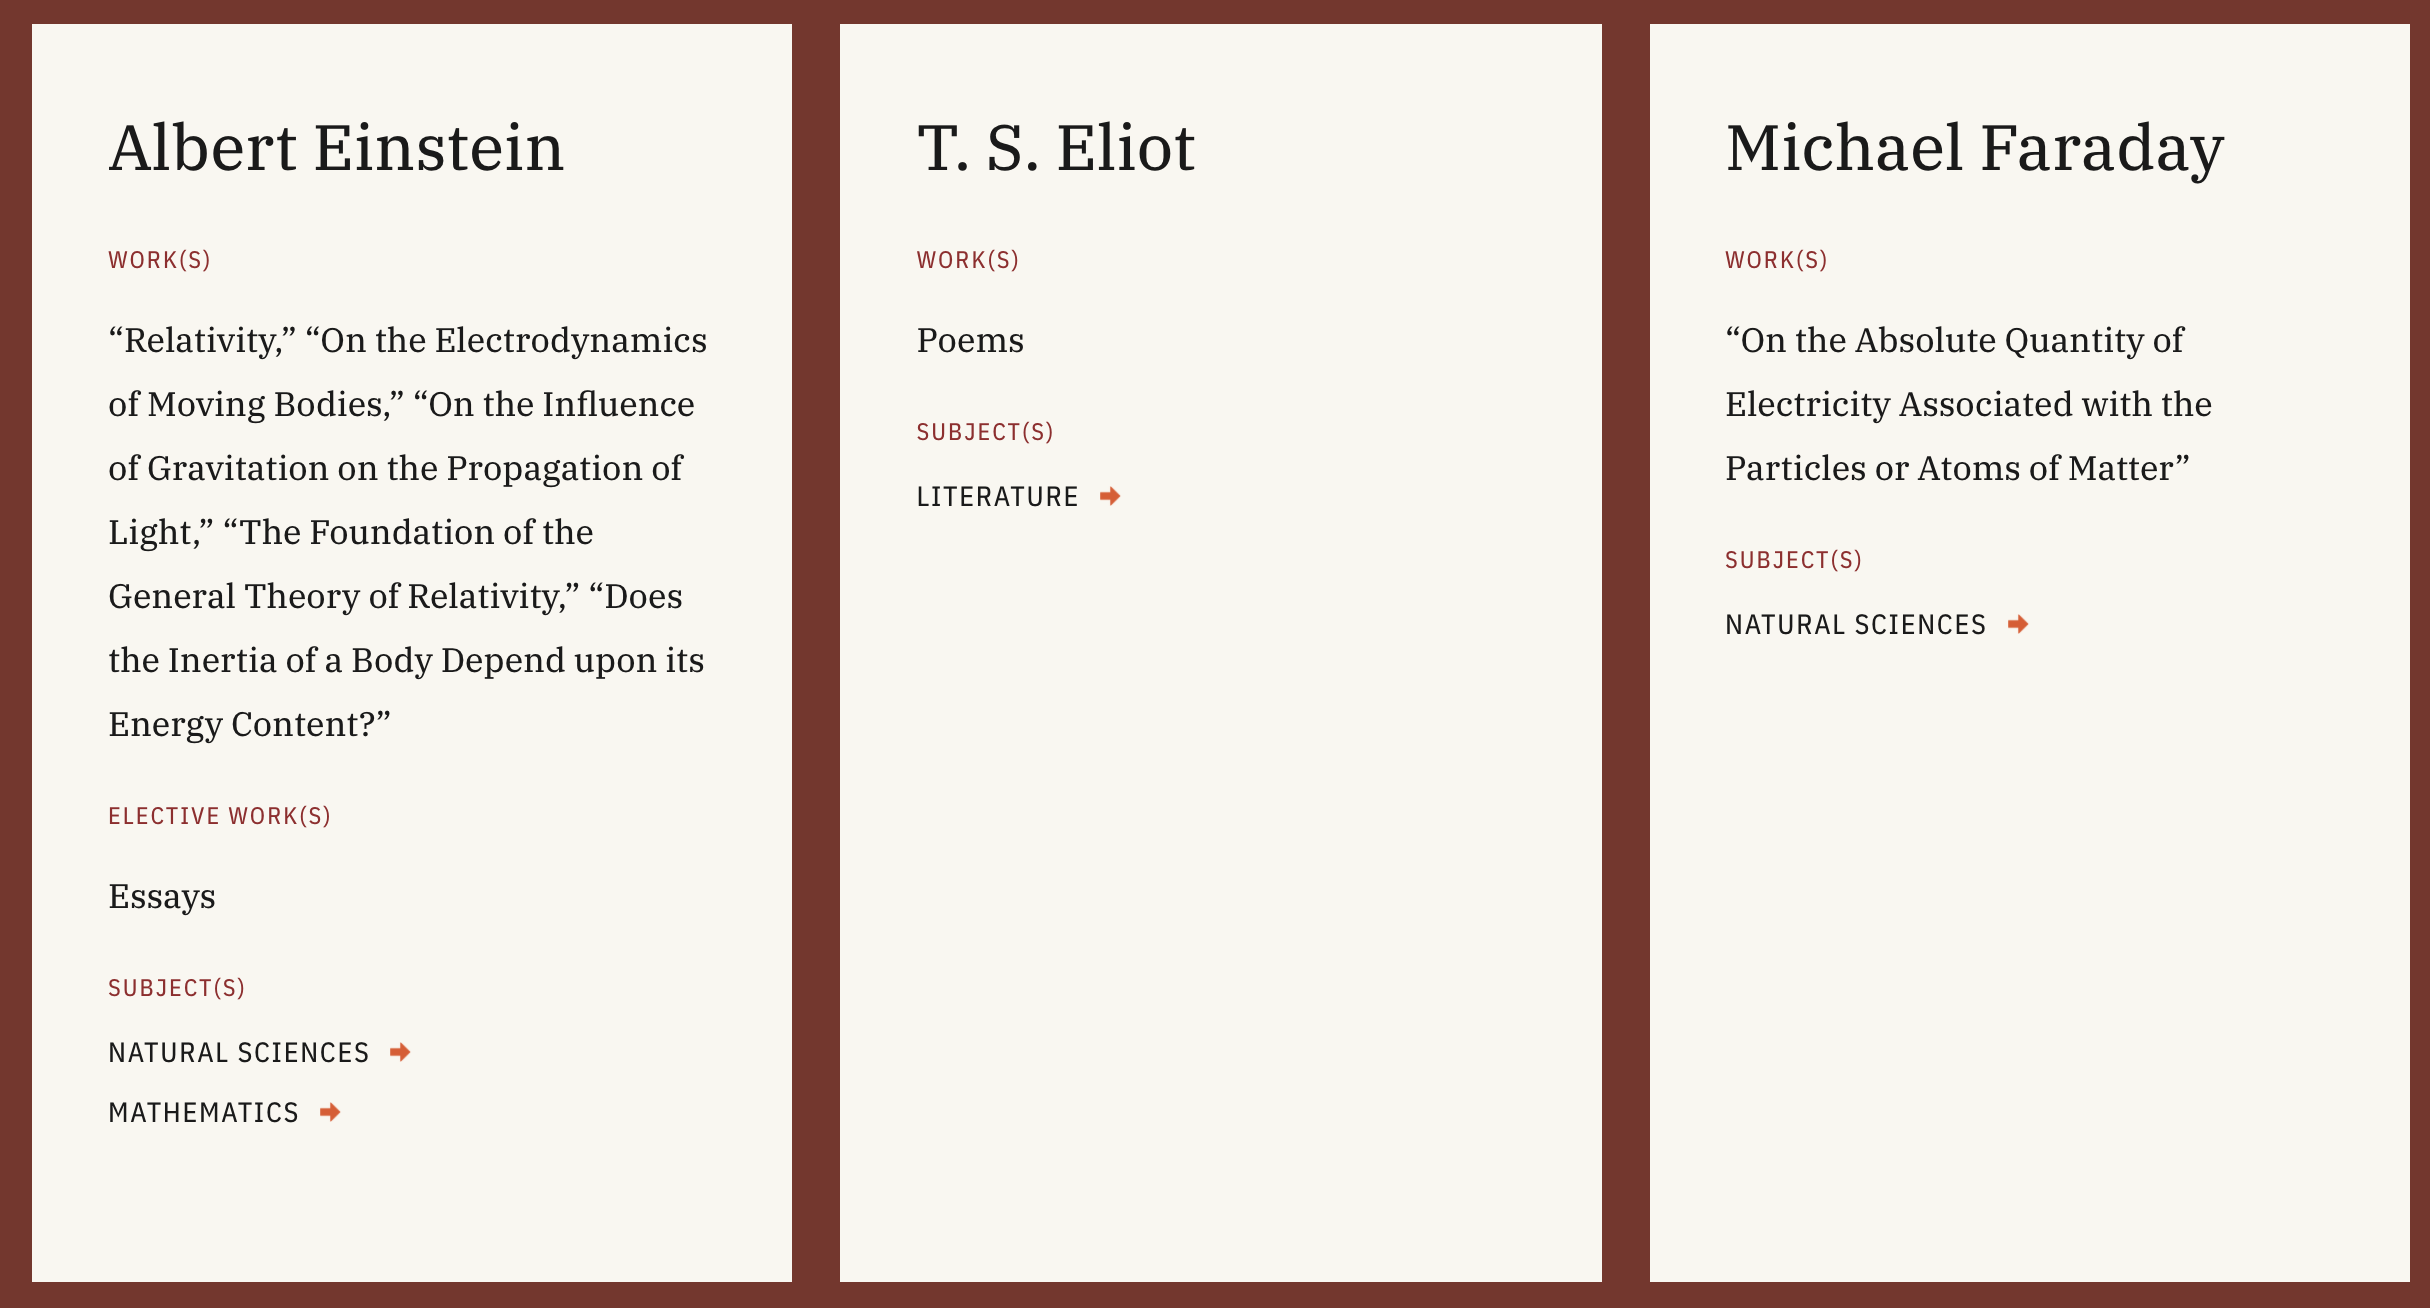 Albert Einstein
WORK(S)
“Relativity,” “On the Electrodynamics
of Moving Bodies,” “On the Influence
of Gravitation on the Propagation of
Light,” “The Foundation of the
General Theory of Relativity,” “Does
the Inertia of a Body Depend upon its
Energy Content?”
ELECTIVE WORK(S)
Essays
SUBJECT(S)
NATURAL SCIENCES
MATHEMATICS
T. S. Eliot
WORK(S)
Poems
SUBJECT(S)
LITERATURE
Michael Faraday
WORK(S)
“On the Absolute Quantity of
Electricity Associated with the
Particles or Atoms of Matter”
SUBJECT(S)
NATURAL SCIENCES